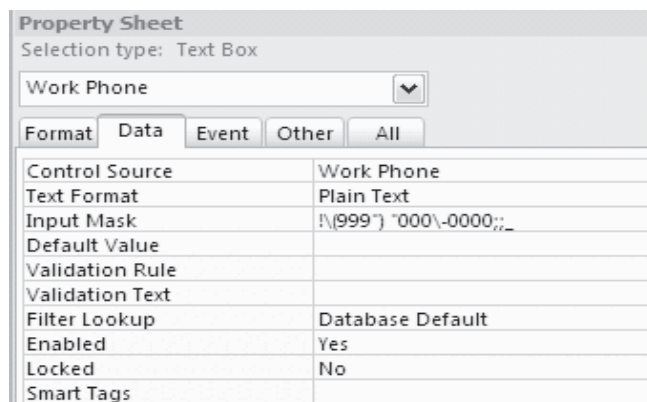 Property Sheet
Selection type: Text Box
Work Phone
Format Data Event Other All
Control Source Work Phone
Text Format Plain Text
Input Mask !\(999") "000\-0000;;_
Default Value
Validation Rule
Validation Text
Filter Lookup Database Default
Enabled Yes
Locked No
Smart Tags